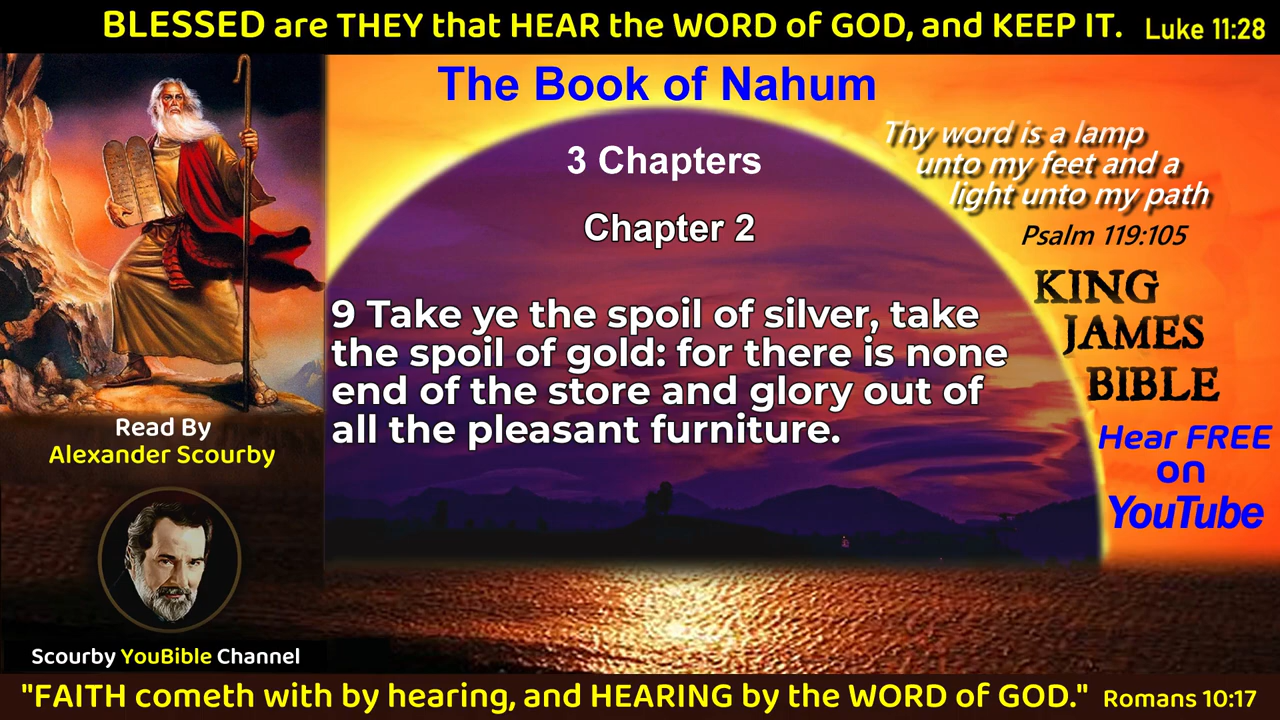 BLESSED are THEY that HEAR the WORD of GOD, and KEEP IT. Luke 11:28
The Book of Nahum
3 Chapters
Chapter 2
9 Take ye the spoil of silver, take
the spoil of gold: for there is none
end of the store and glory out of
all the pleasant furniture.
Thy word is a lamp
unto my feet and a
light unto my path
Psalm 119:105
KING
JAMES
BIBLE
Hear FREE
on
YouTube
Read By
Alexander Scourby
Scourby YouBible Channel
"FAITH cometh with by hearing, and HEARING by the WORD of GOD." Romans 10:17